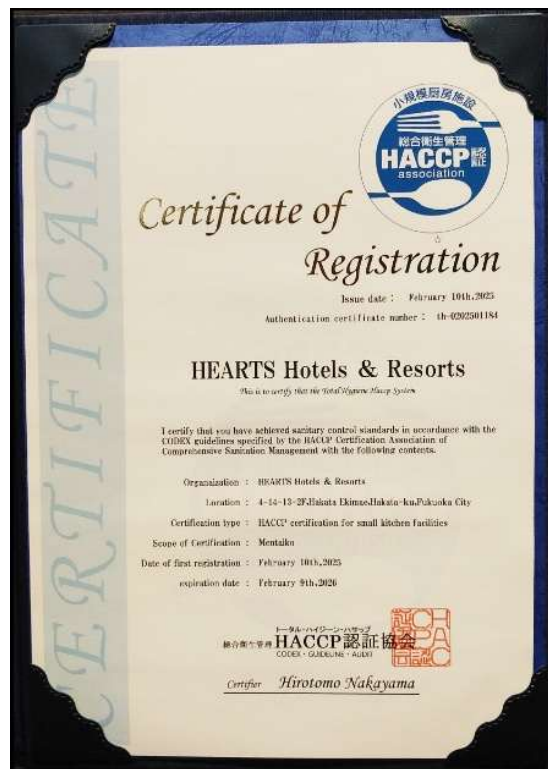 CERTIFICATE
小規模厨房施設
総合衛生管理
HACCP認証
association
Certificate of
Registration
Issue date : February 10th,2025
Authentication certificate number : th-0202501184
HEARTS Hotels & Resorts
This is to certify that the Total Hygiene Haccp System
I certify that you have achieved sanitary control standards in accordance with the
CODEX guidelines specified by the HACCP Certification Association of
Comprehensive Sanitation Management with the following contents.
Organaization : HEARTS Hotels & Resorts
Location : 4-14-13-2F,Hakata Ekimae,Hakata-ku,Fukuoka City
Certification type : HACCP certification for small kitchen facilities
Scope of Certification : Mentaiko
Date of first registration : February 10th,2025
expiration date : February 9th,2026
トータル・ハイジーン・ハサップ
総合衛生管理 HACCP認証協会
CODEX・GUIDELINE・AUDIT
Certifier Hirotomo Nakayama